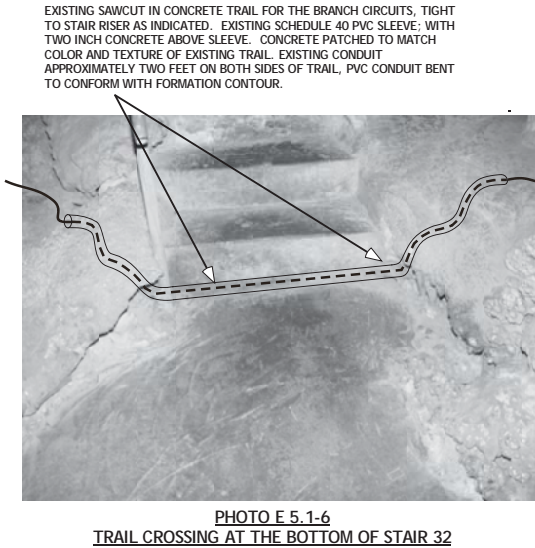 EXISTING SAWCUT IN CONCRETE TRAIL FOR THE BRANCH CIRCUITS, TIGHT
TO STAIR RISER AS INDICATED. EXISTING SCHEDULE 40 PVC SLEEVE; WITH
TWO INCH CONCRETE ABOVE SLEEVE. CONCRETE PATCHED TO MATCH
COLOR AND TEXTURE OF EXISTING TRAIL. EXISTING CONDUIT
APPROXIMATELY TWO FEET ON BOTH SIDES OF TRAIL, PVC CONDUIT BENT
TO CONFORM WITH FORMATION CONTOUR.
PHOTO E 5.1-6
TRAIL CROSSING AT THE BOTTOM OF STAIR 32